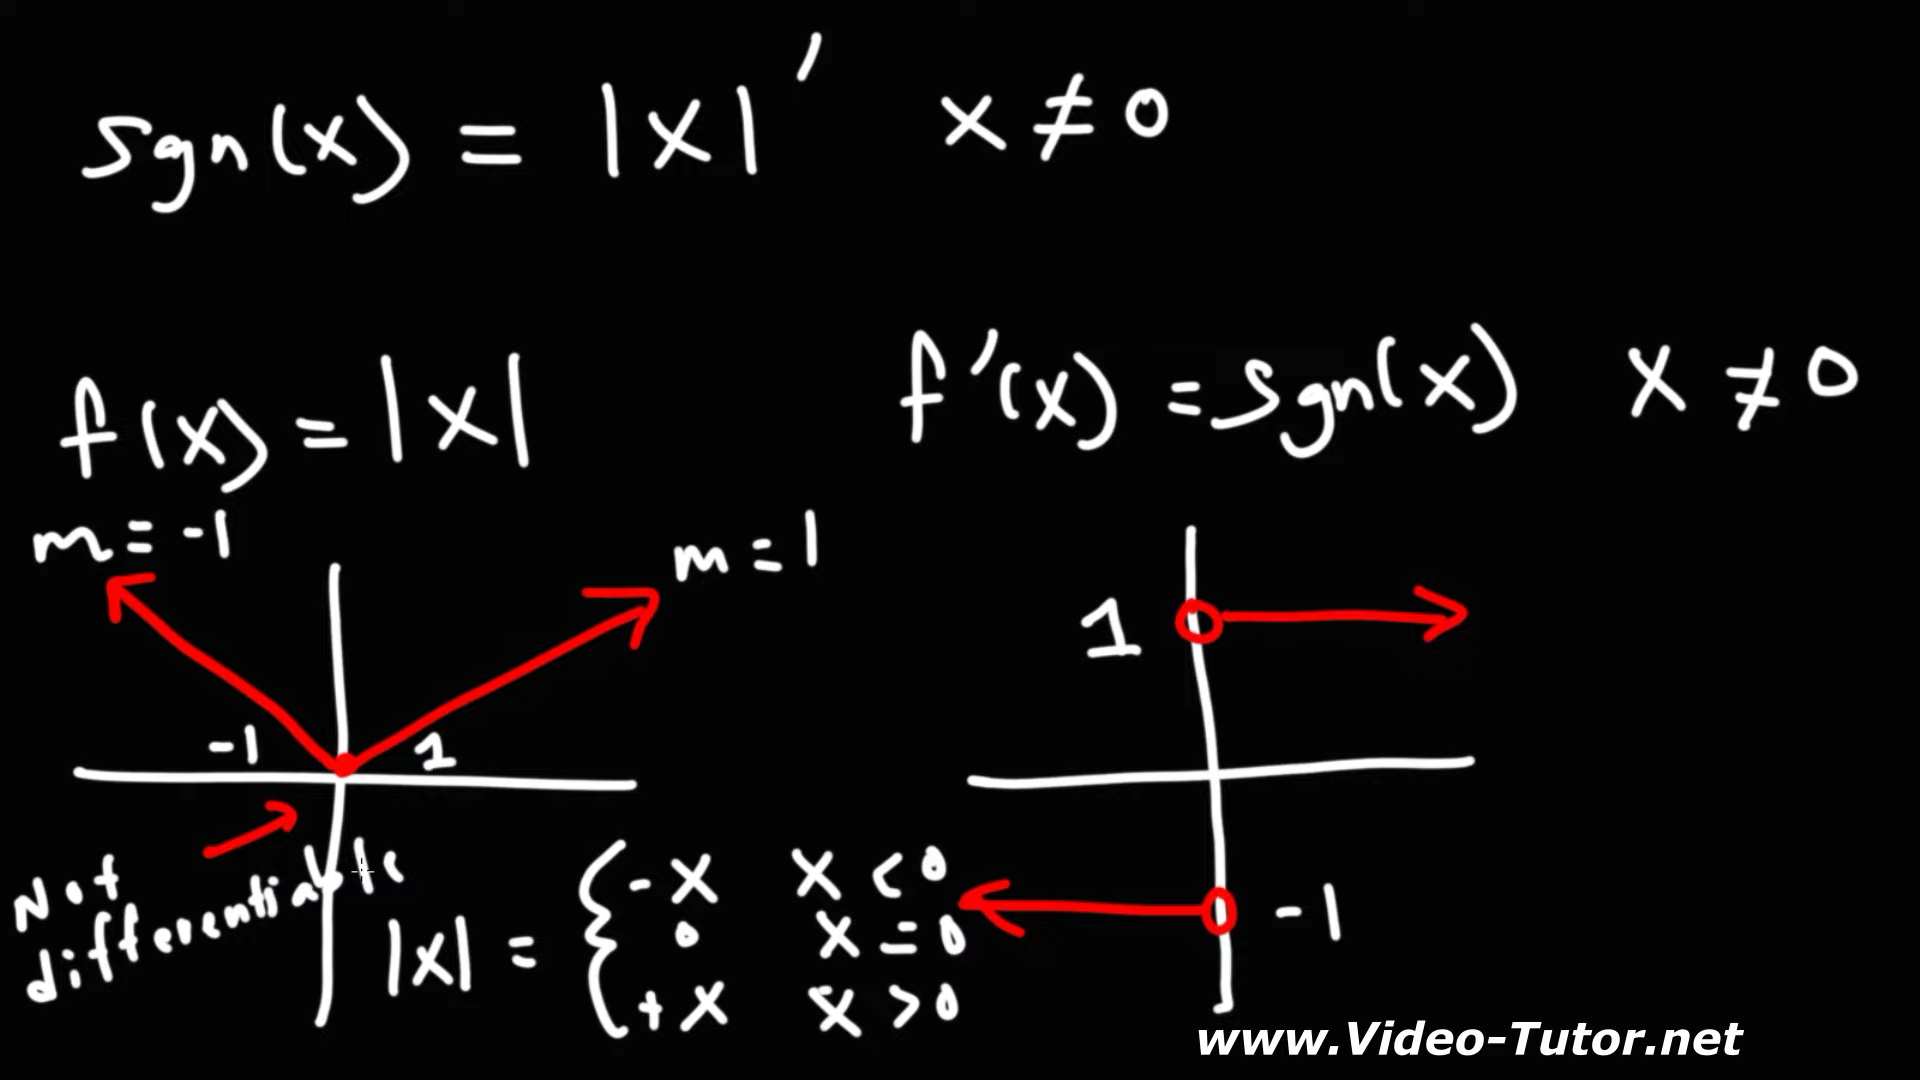 sgn(x) = |x|' x ≠ 0
f(x) = |x|
f'(x) = sgn(x) x ≠ 0
m = -1
m = 1
-1
1
Not
differentiable
|x| = { -x x < 0
0 x = 0
+x x > 0
1
-1
www.Video-Tutor.net